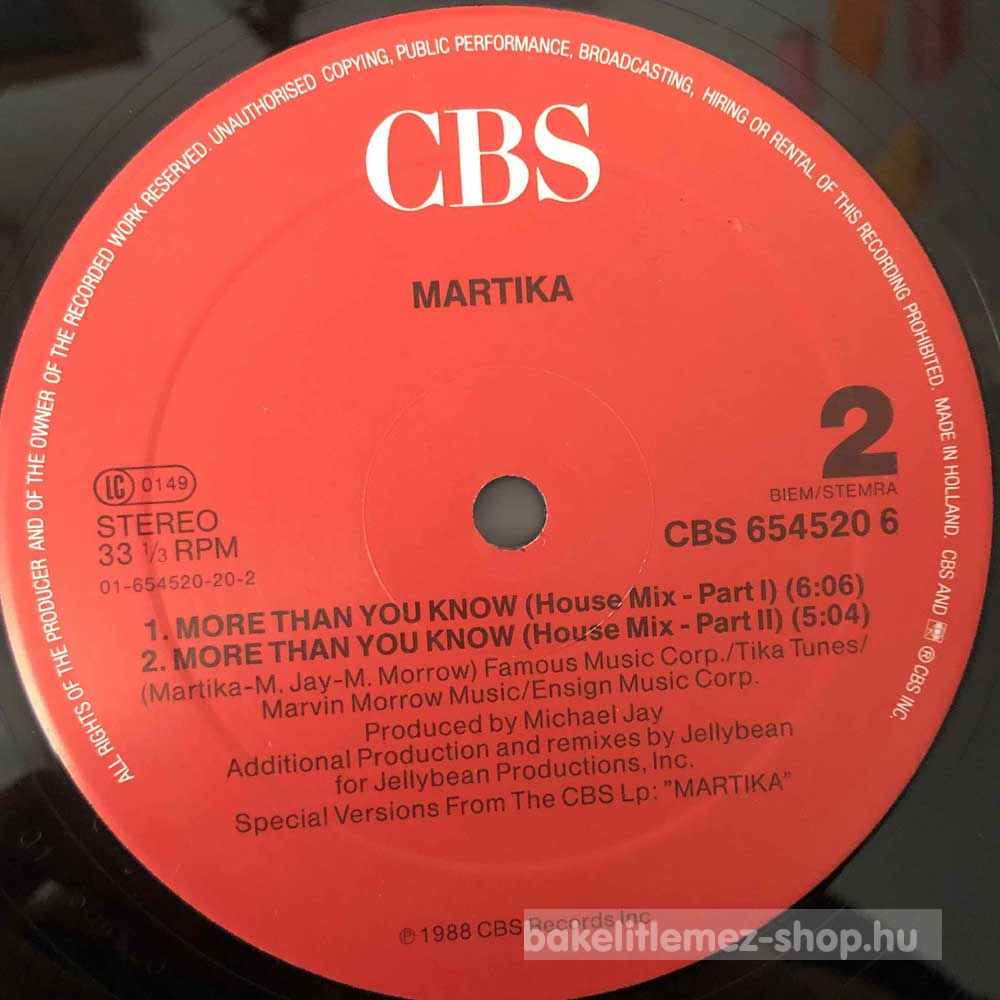 ALL RIGHTS OF THE PRODUCER AND OF THE OWNER OF THE RECORDED WORK RESERVED. UNAUTHORISED COPYING, PUBLIC PERFORMANCE, BROADCASTING, HIRING OR RENTAL OF THIS RECORDING PROHIBITED. MADE IN HOLLAND. CBS AND ℗ CBS INC.
CBS
MARTIKA
2
BIEM/STEMRA
CBS 654520 6
LC 0149
STEREO
33 1/3 RPM
01-654520-20-2
1. MORE THAN YOU KNOW (House Mix - Part I) (6:06)
2. MORE THAN YOU KNOW (House Mix - Part II) (5:04)
(Martika-M. Jay-M. Morrow) Famous Music Corp./Tika Tunes/
Marvin Morrow Music/Ensign Music Corp.
Produced by Michael Jay
Additional Production and remixes by Jellybean
for Jellybean Productions, Inc.
Special Versions From The CBS Lp: "MARTIKA"
℗ 1988 CBS Records Inc
bakelitlemez-shop.hu